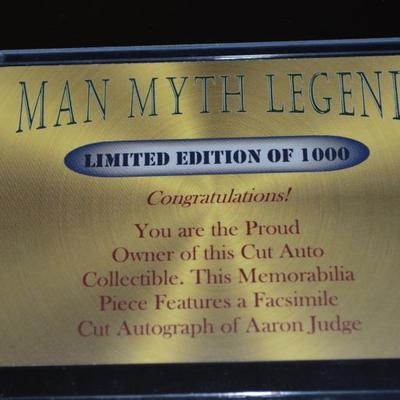 MAN MYTH LEGEND
LIMITED EDITION OF 1000
Congratulations!
You are the Proud
Owner of this Cut Auto
Collectible. This Memorabilia
Piece Features a Facsimile
Cut Autograph of Aaron Judge